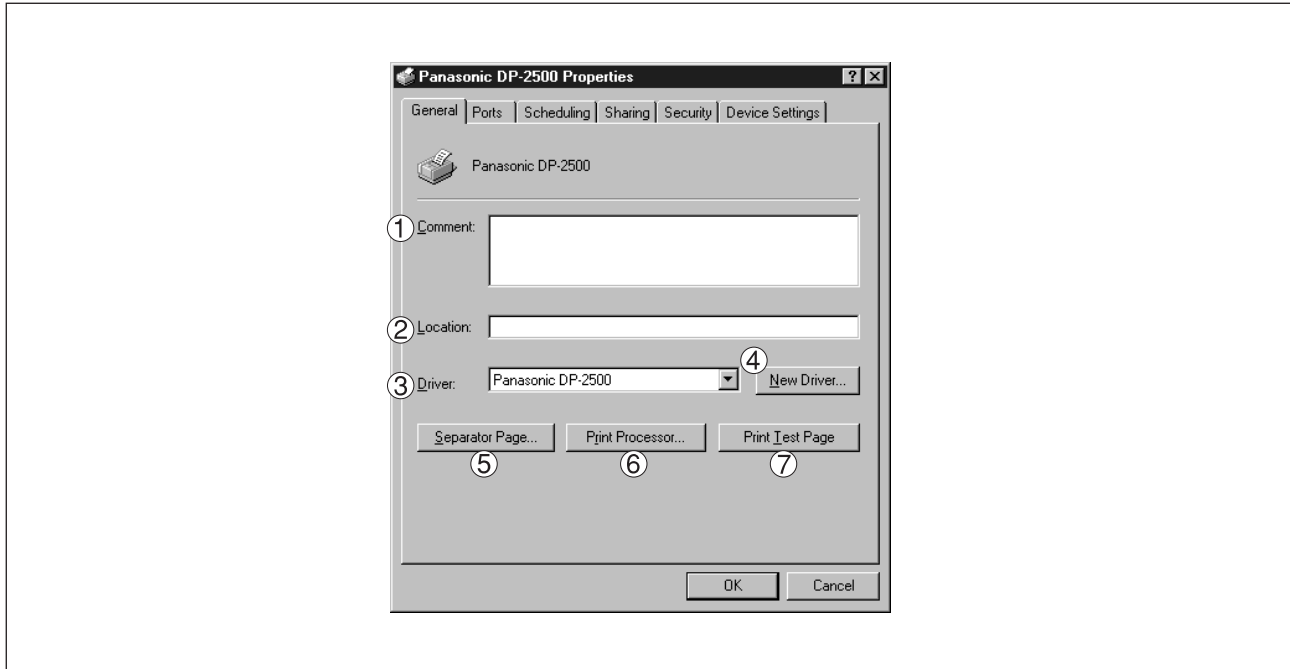 Panasonic DP-2500 Properties
General Ports Scheduling Sharing Security Device Settings
Panasonic DP-2500
① Comment:
② Location:
③ Driver: Panasonic DP-2500 ④ New Driver...
Separator Page... Print Processor... Print Test Page
⑤ ⑥ ⑦
OK Cancel